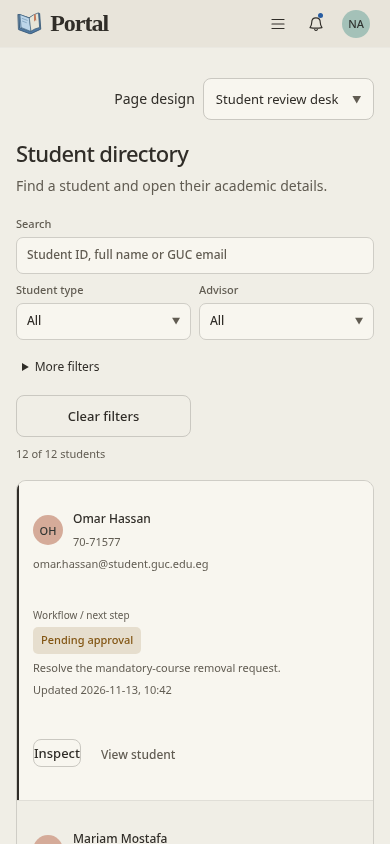 Portal
NA
Page design
Student review desk
Student directory
Find a student and open their academic details.
Search
Student ID, full name or GUC email
Student type
Advisor
All
All
More filters
Clear filters
12 of 12 students
OH
Omar Hassan
70-71577
omar.hassan@student.guc.edu.eg
Workflow / next step
Pending approval
Resolve the mandatory-course removal request.
Updated 2026-11-13, 10:42
Inspect
View student
Mariam Mostafa